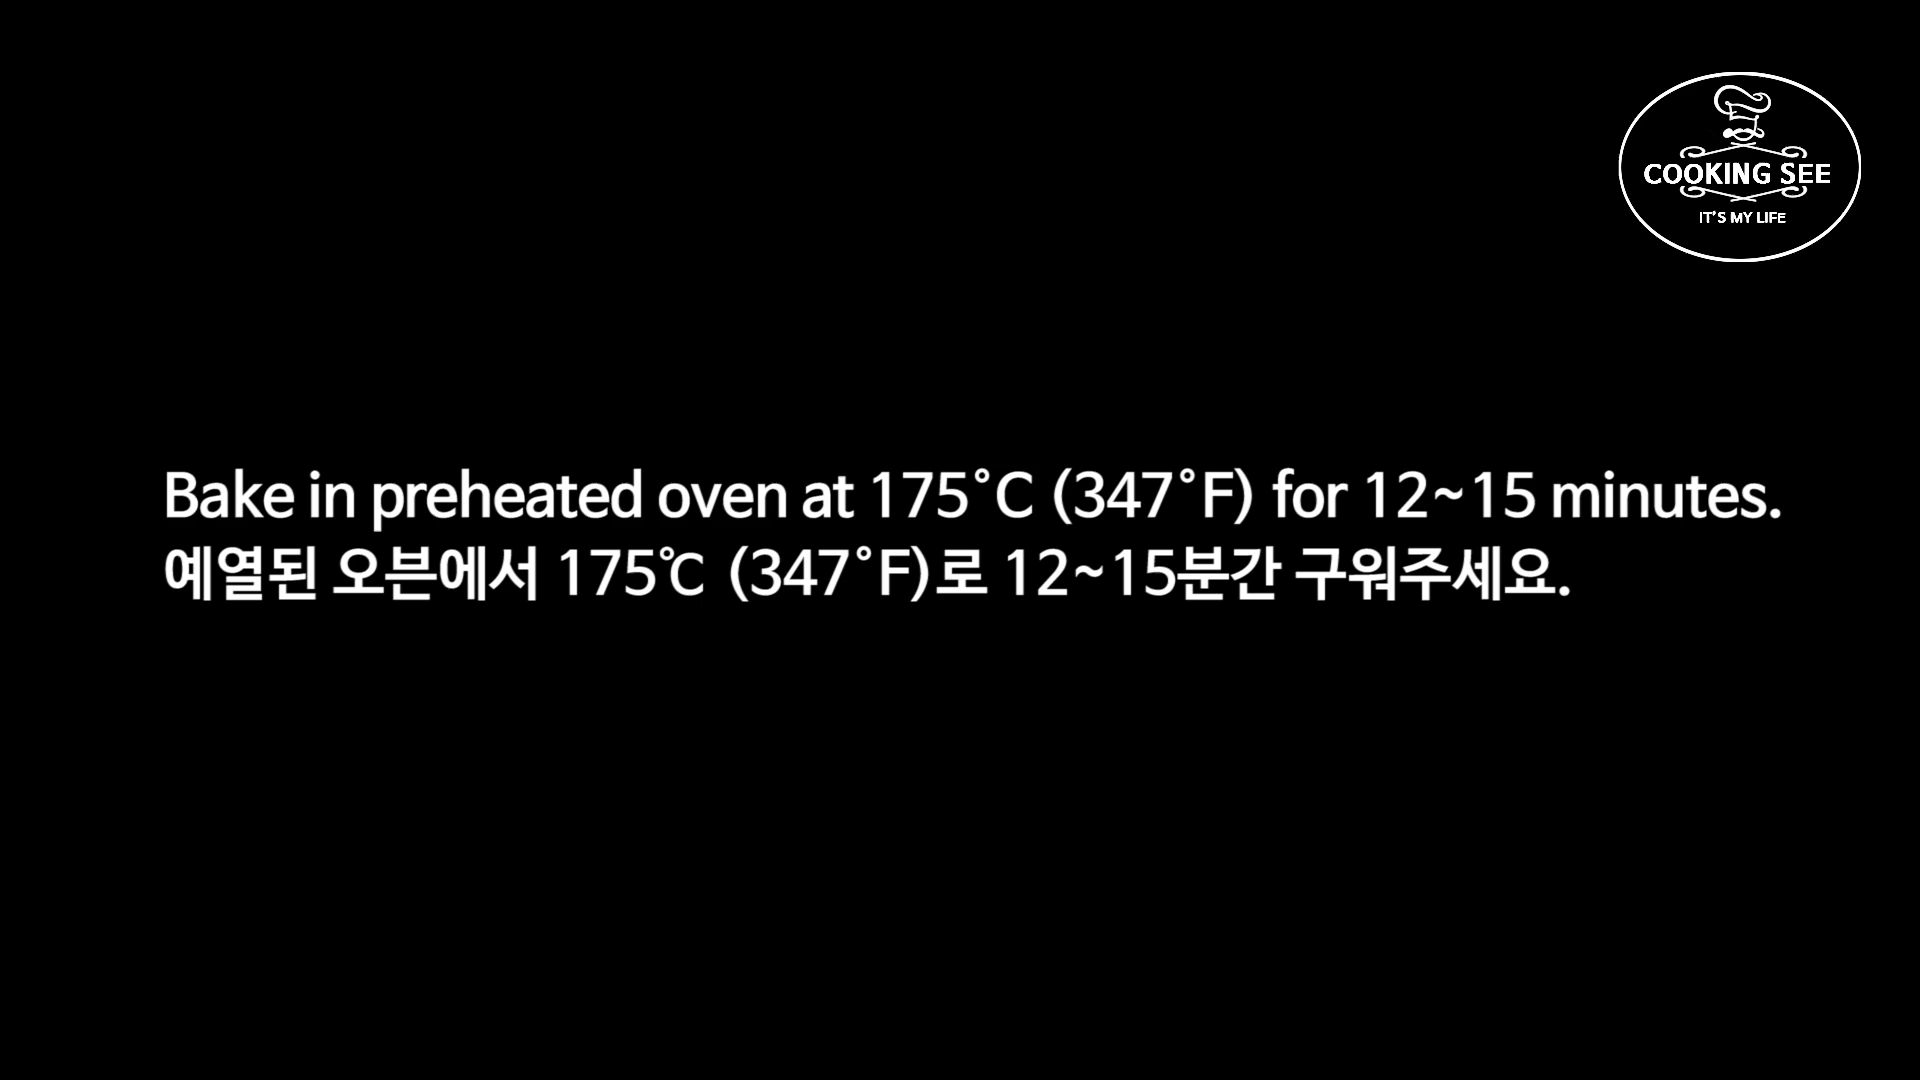 COOKING SEE
IT'S MY LIFE
Bake in preheated oven at 175˚C (347˚F) for 12~15 minutes.
예열된 오븐에서 175℃ (347˚F)로 12~15분간 구워주세요.